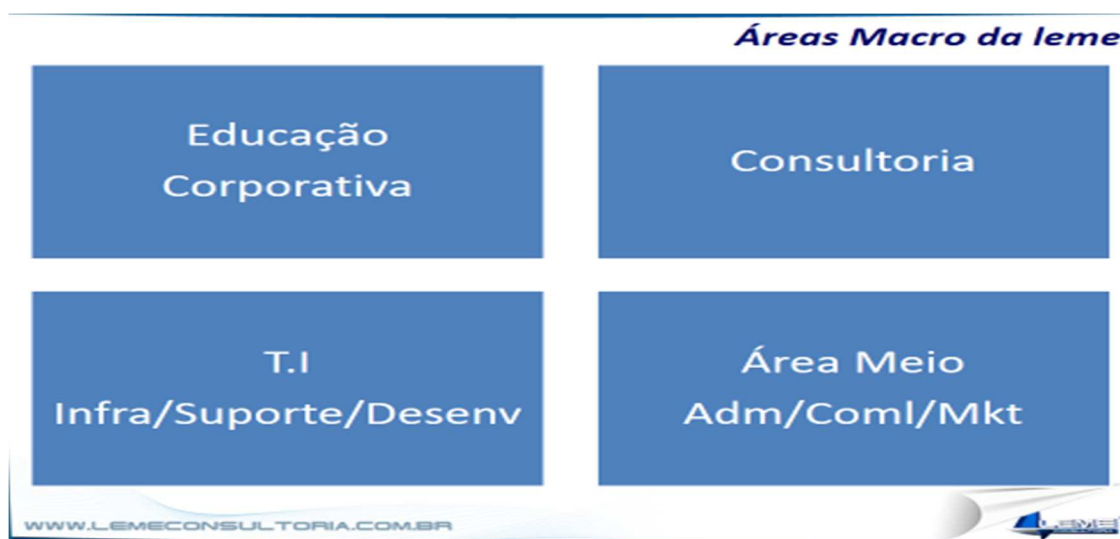 Áreas Macro da leme
Educação
Corporativa
Consultoria
T.I
Infra/Suporte/Desenv
Área Meio
Adm/Coml/Mkt
WWW.LEMECONSULTORIA.COM.BR
LEME